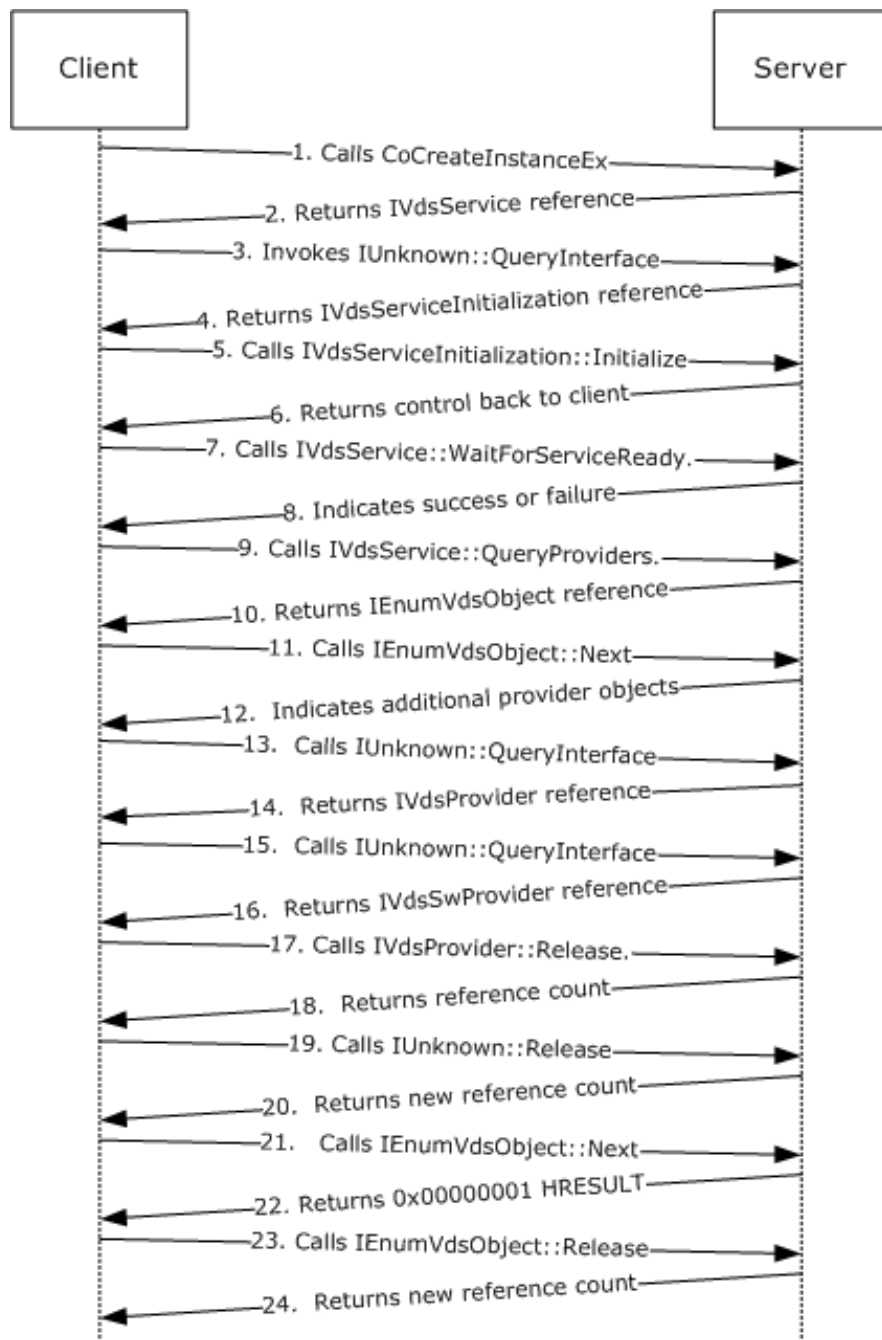 Client
Server
1. Calls CoCreateInstanceEx
2. Returns IVdsService reference
3. Invokes IUnknown::QueryInterface
4. Returns IVdsServiceInitialization reference
5. Calls IVdsServiceInitialization::Initialize
6. Returns control back to client
7. Calls IVdsService::WaitForServiceReady.
8. Indicates success or failure
9. Calls IVdsService::QueryProviders.
10. Returns IEnumVdsObject reference
11. Calls IEnumVdsObject::Next
12. Indicates additional provider objects
13. Calls IUnknown::QueryInterface
14. Returns IVdsProvider reference
15. Calls IUnknown::QueryInterface
16. Returns IVdsSwProvider reference
17. Calls IVdsProvider::Release.
18. Returns reference count
19. Calls IUnknown::Release
20. Returns new reference count
21. Calls IEnumVdsObject::Next
22. Returns 0x00000001 HRESULT
23. Calls IEnumVdsObject::Release
24. Returns new reference count